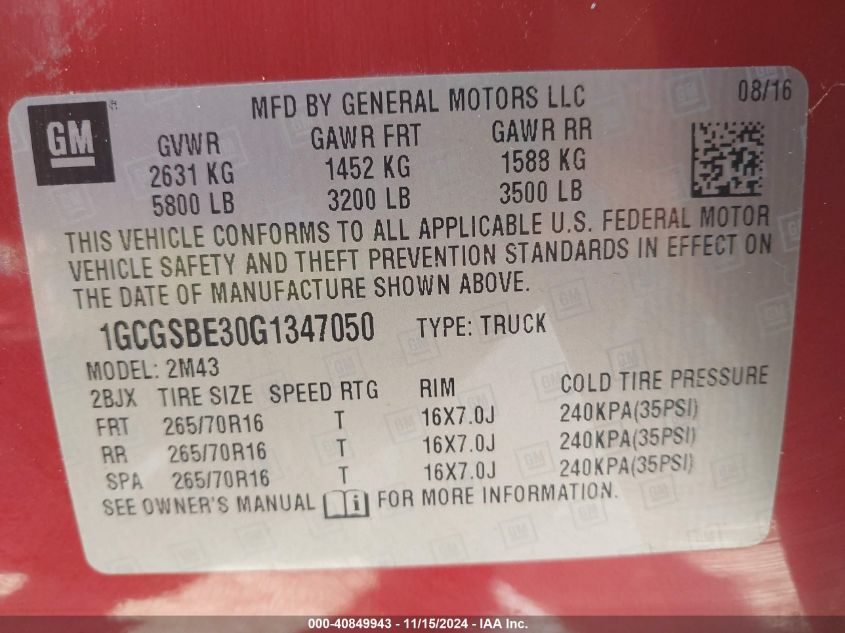 GM ®
MFD BY GENERAL MOTORS LLC 08/16
GVWR GAWR FRT GAWR RR
2631 KG 1452 KG 1588 KG
5800 LB 3200 LB 3500 LB
THIS VEHICLE CONFORMS TO ALL APPLICABLE U.S. FEDERAL MOTOR
VEHICLE SAFETY AND THEFT PREVENTION STANDARDS IN EFFECT ON
THE DATE OF MANUFACTURE SHOWN ABOVE.
1GCGSBE30G1347050 TYPE: TRUCK
MODEL: 2M43
2BJX TIRE SIZE SPEED RTG RIM COLD TIRE PRESSURE
FRT 265/70R16 T 16X7.0J 240KPA(35PSI)
RR 265/70R16 T 16X7.0J 240KPA(35PSI)
SPA 265/70R16 T 16X7.0J 240KPA(35PSI)
SEE OWNER'S MANUAL i FOR MORE INFORMATION.
000-40849943 - 11/15/2024 - IAA Inc.